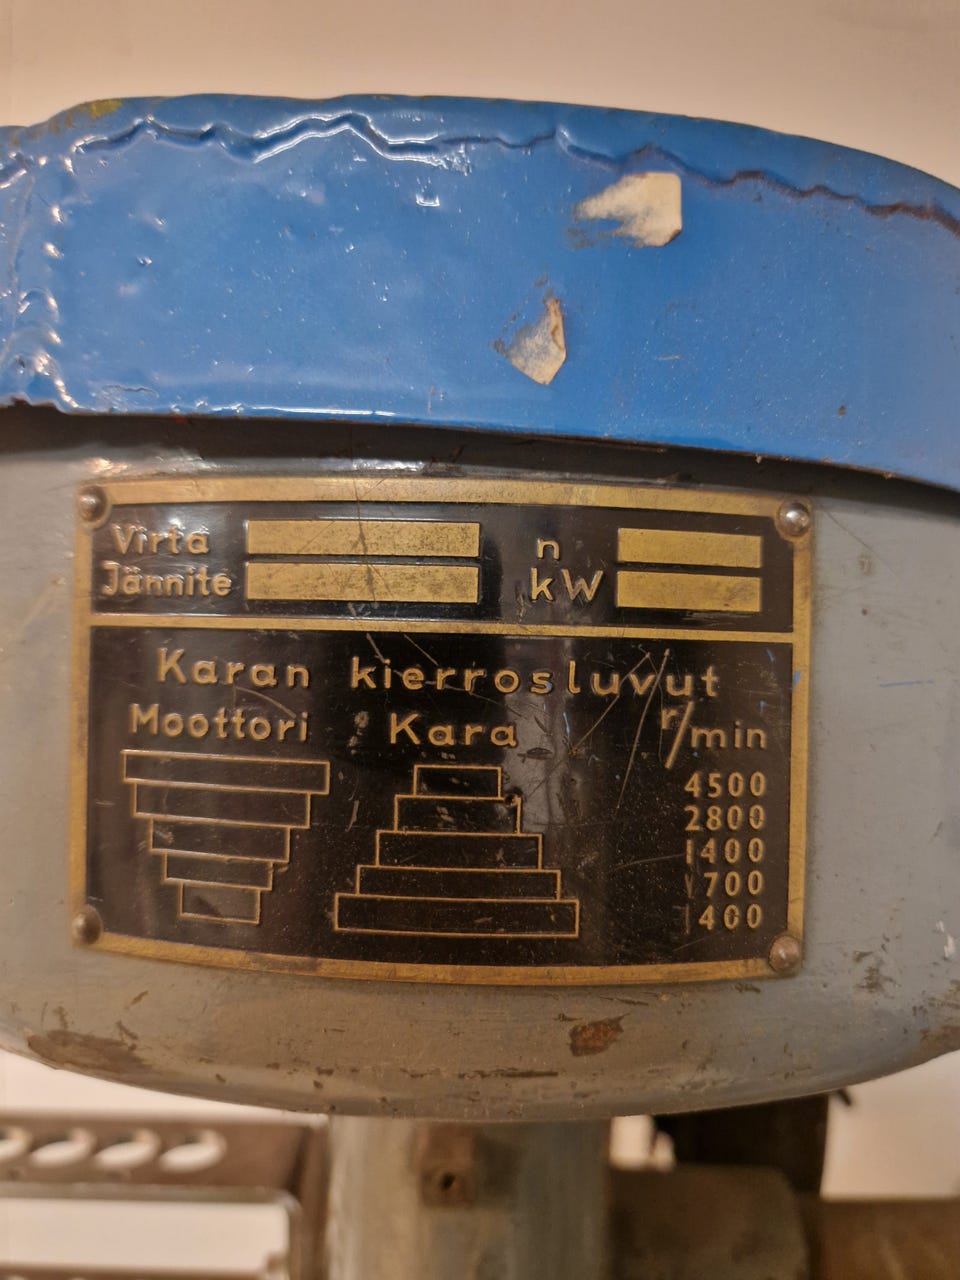 Virta
n
Jännite
kW
Karan kierrosluvut
Moottori Kara r/min
4500
2800
1400
700
400